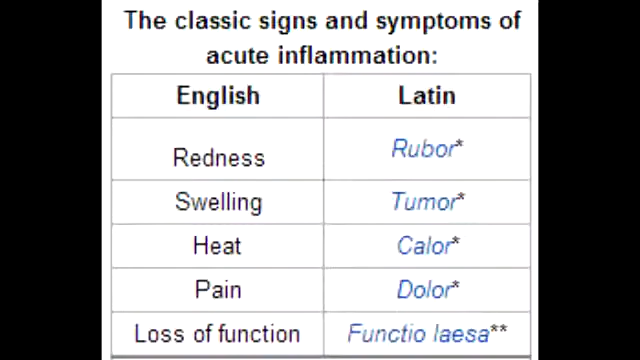 The classic signs and symptoms of
acute inflammation:
English Latin
Redness Rubor*
Swelling Tumor*
Heat Calor*
Pain Dolor*
Loss of function Functio laesa**